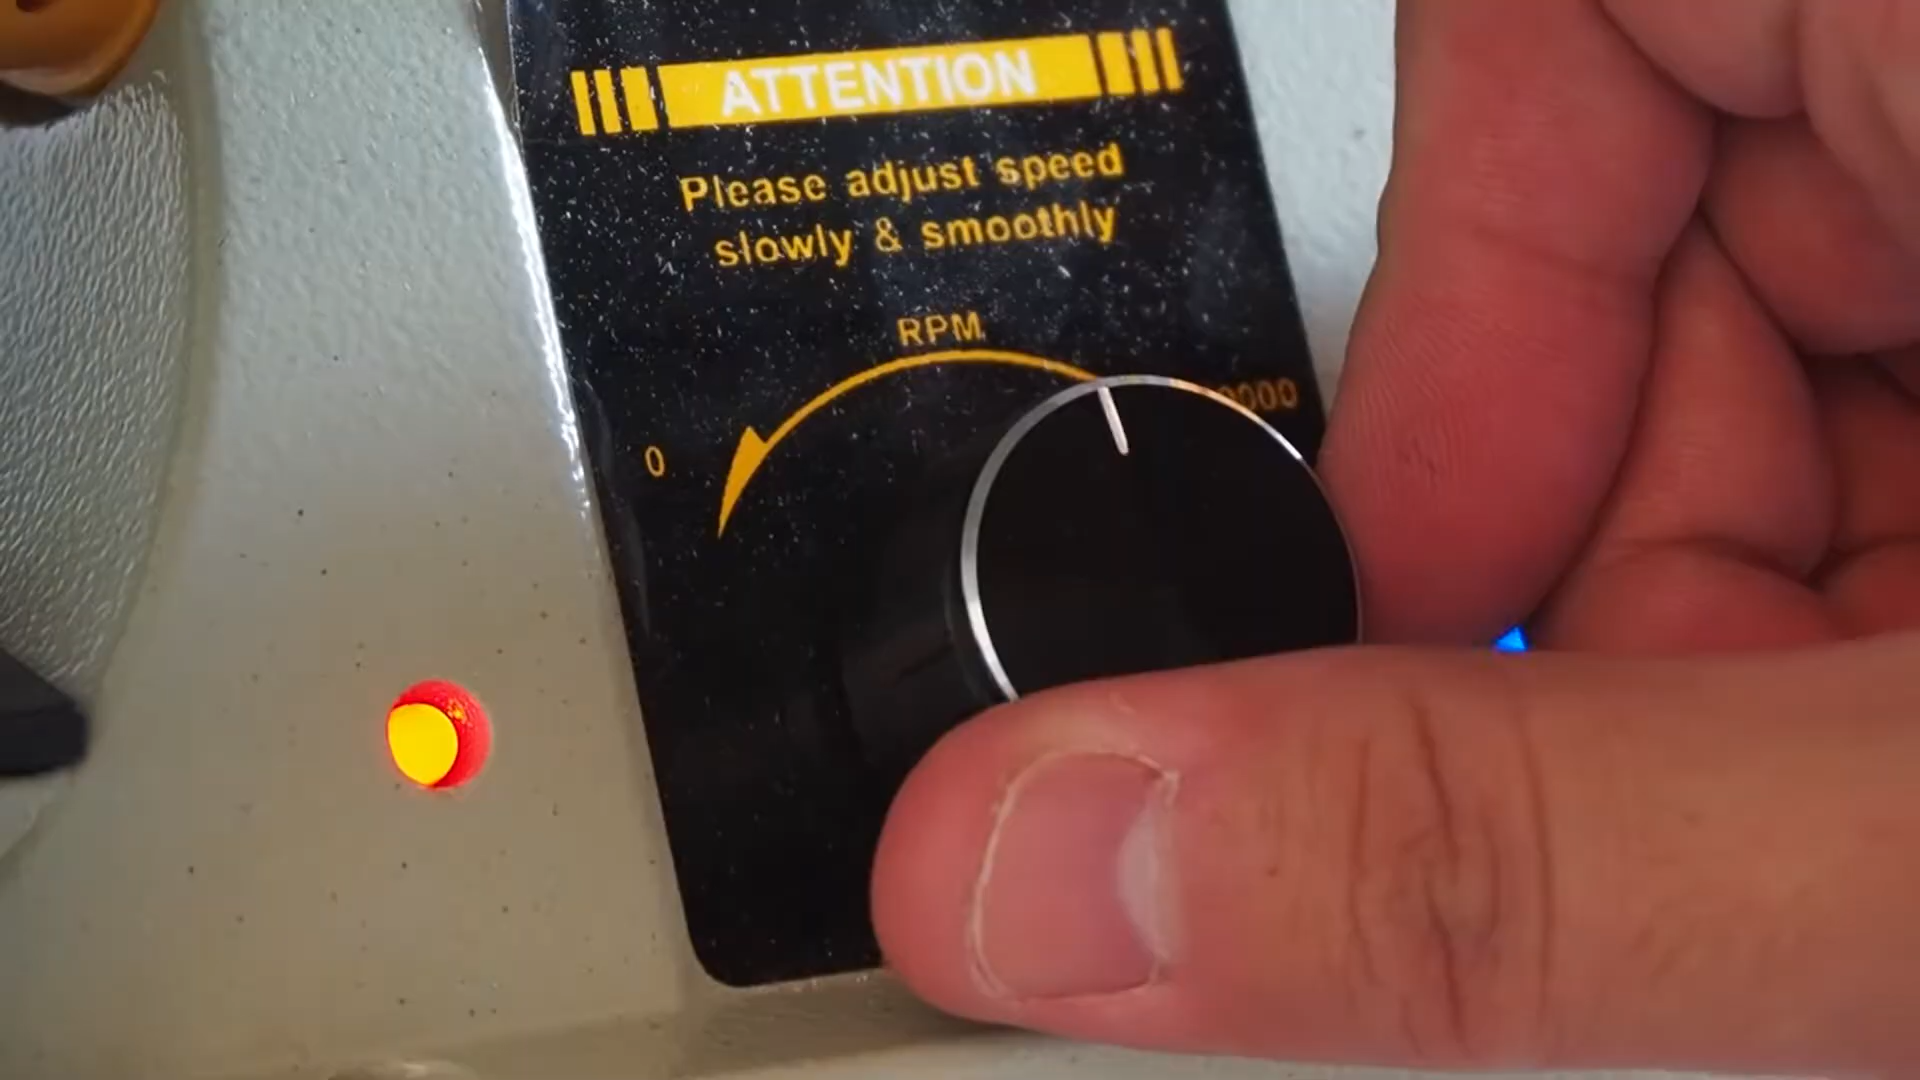 ATTENTION
Please adjust speed
slowly & smoothly
RPM
0